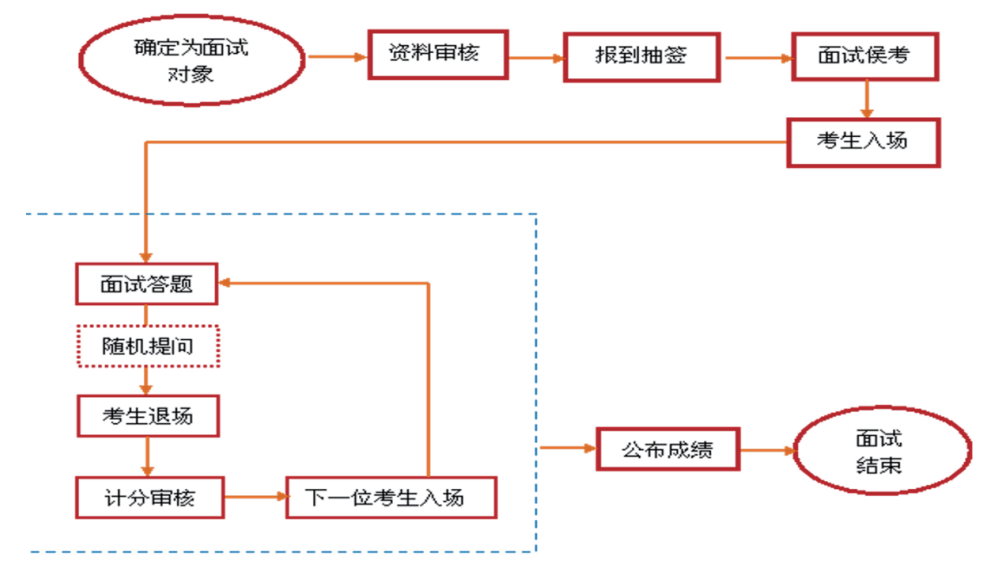 确定为面试
对象
资料审核
报到抽签
面试侯考
考生入场
面试答题
随机提问
考生退场
计分审核
下一位考生入场
公布成绩
面试
结束